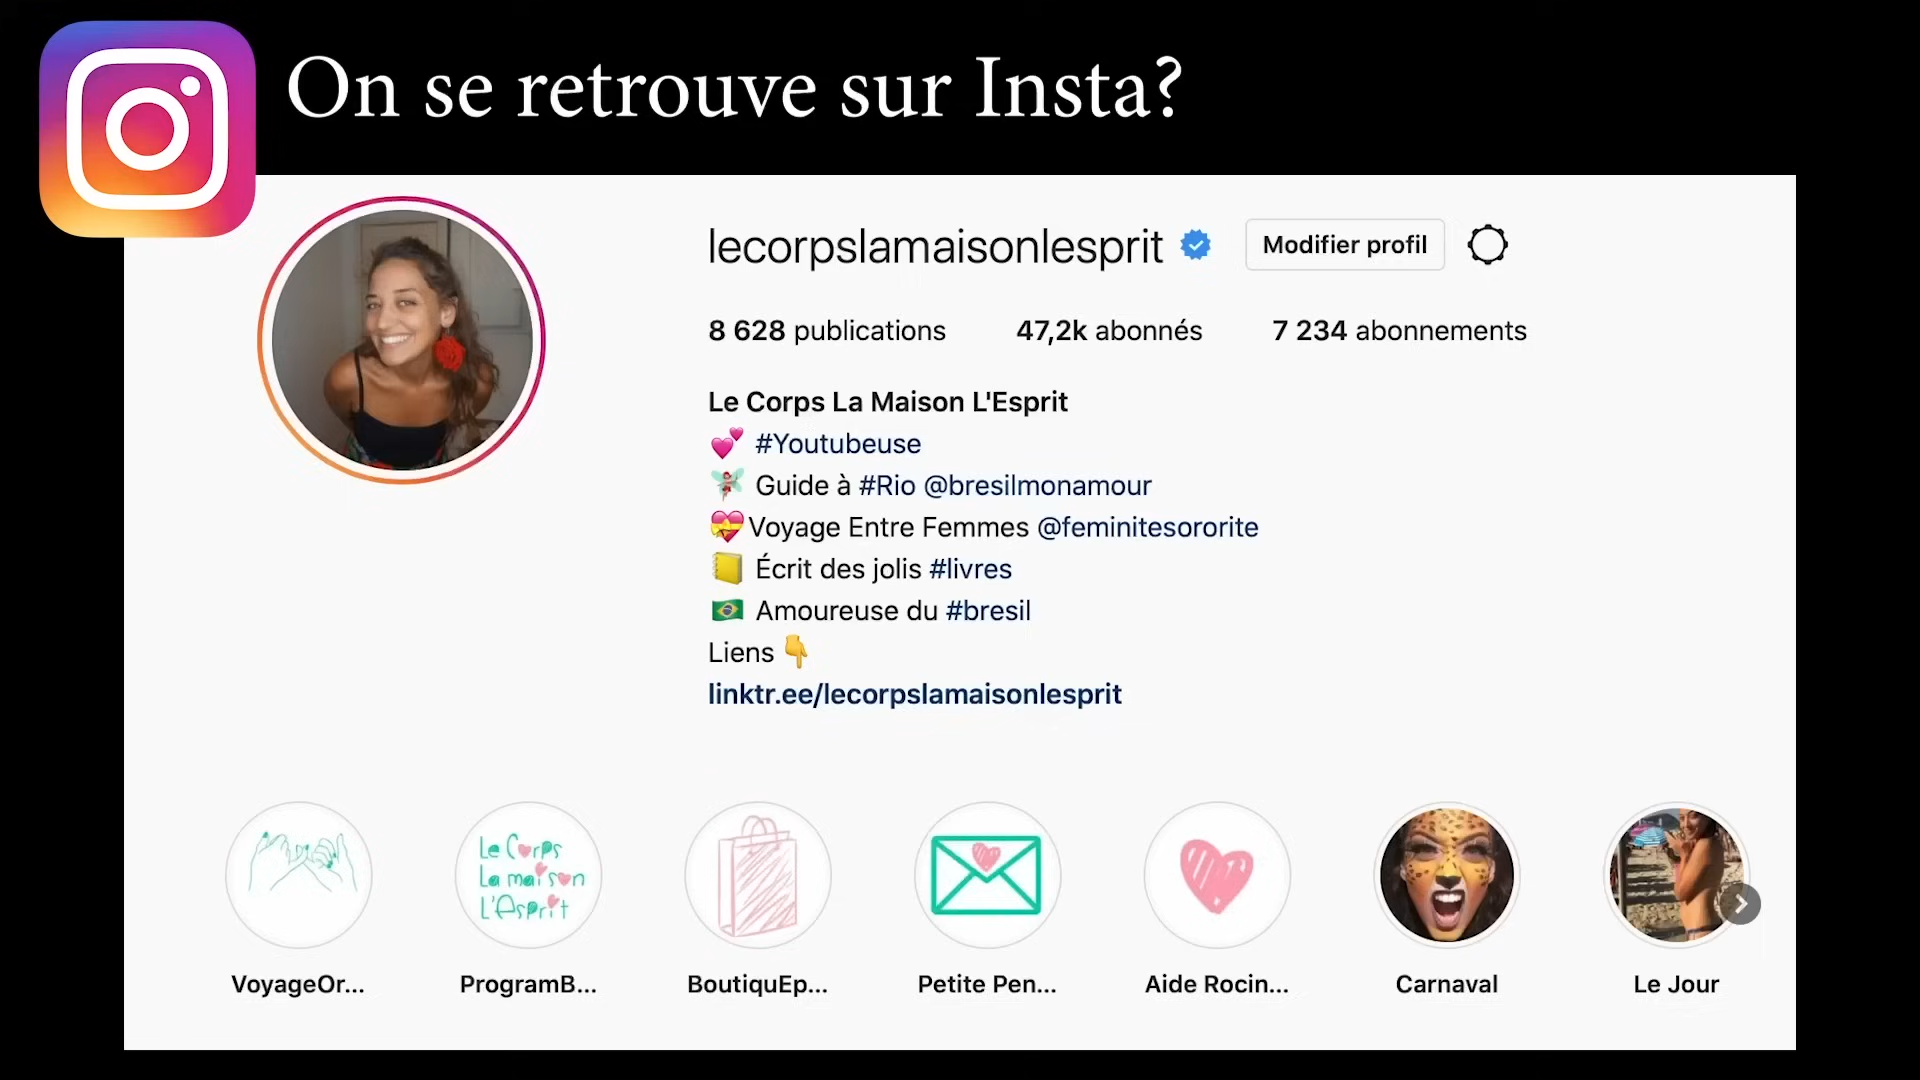 On se retrouve sur Insta?
lecorpslamaisonlesprit
Modifier profil
8 628 publications 47,2k abonnés 7 234 abonnements
Le Corps La Maison L'Esprit
💕 #Youtubeuse
🧚 Guide à #Rio @bresilmonamour
💝Voyage Entre Femmes @feminitesororite
📒 Écrit des jolis #livres
🇧🇷 Amoureuse du #bresil
Liens 👇
linktr.ee/lecorpslamaisonlesprit
Le Corps
La maison
L'Esprit
VoyageOr... ProgramB... BoutiquEp... Petite Pen... Aide Rocin... Carnaval Le Jour